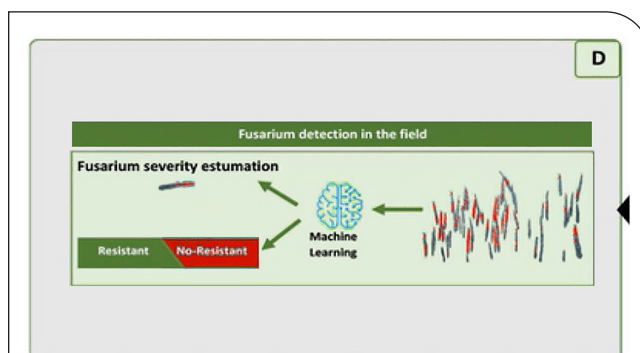 D
Fusarium detection in the field
Fusarium severity estumation
Machine
Learning
Resistant No-Resistant